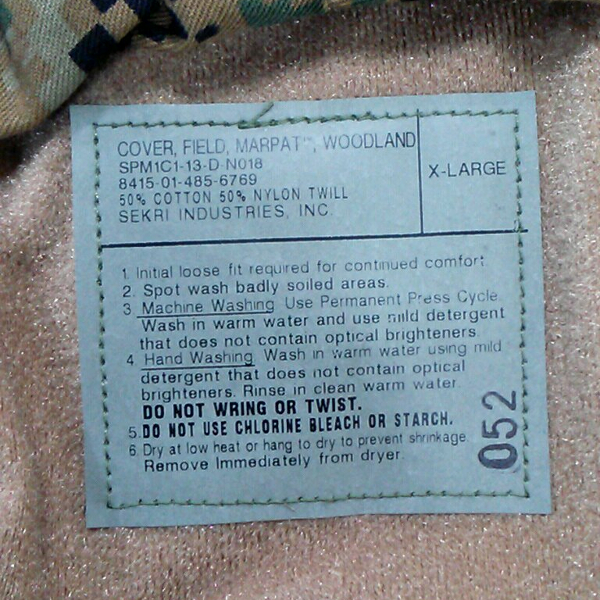 COVER, FIELD, MARPAT™, WOODLAND
SPM1C1-13-D-N018
8415-01-485-6769
50% COTTON 50% NYLON TWILL
SEKRI INDUSTRIES, INC.
X-LARGE
1. Initial loose fit required for continued comfort.
2. Spot wash badly soiled areas.
3 Machine Washing Use Permanent Press Cycle.
Wash in warm water and use mild detergent
that does not contain optical brighteners.
4 Hand Washing. Wash in warm water using mild
detergent that does not contain optical
brighteners. Rinse in clean warm water.
DO NOT WRING OR TWIST.
5. DO NOT USE CHLORINE BLEACH OR STARCH.
6. Dry at low heat or hang to dry to prevent shrinkage
Remove Immediately from dryer.
052